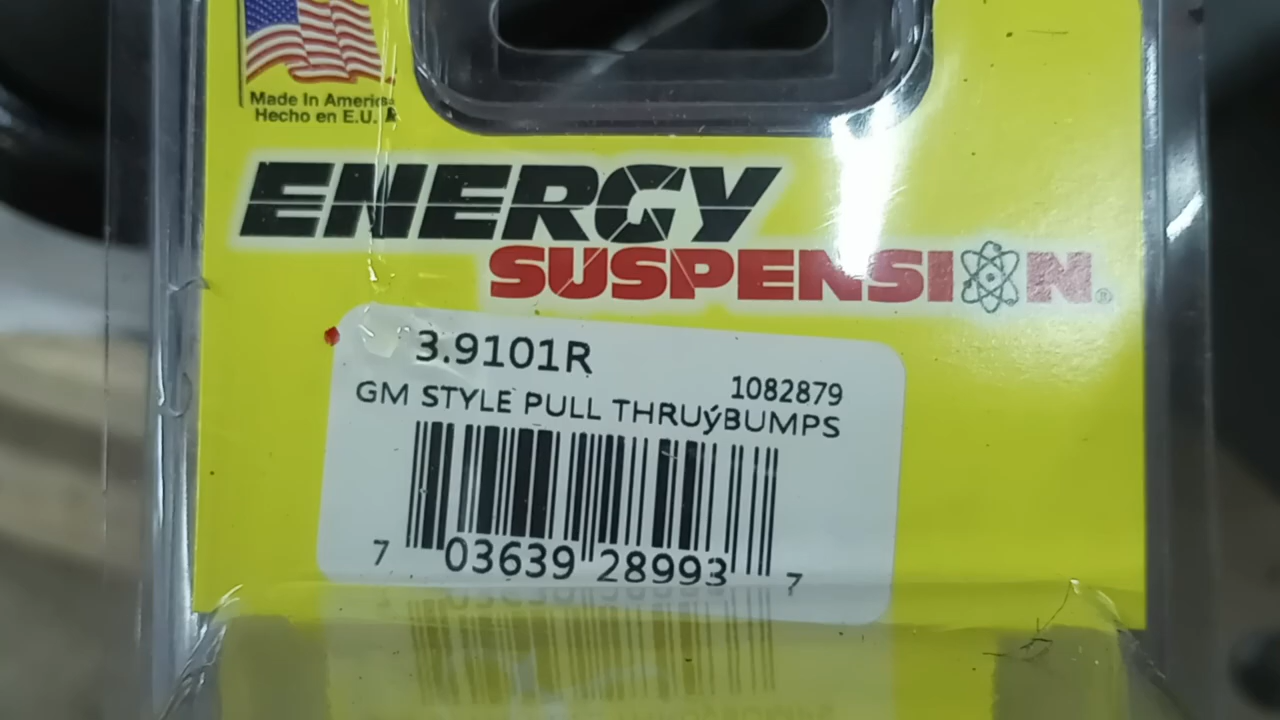 Made In America
Hecho en E.U.A
ENERGY
SUSPENSION®
3.9101R
1082879
GM STYLE PULL THRUýBUMPS
7 03639 28993 7